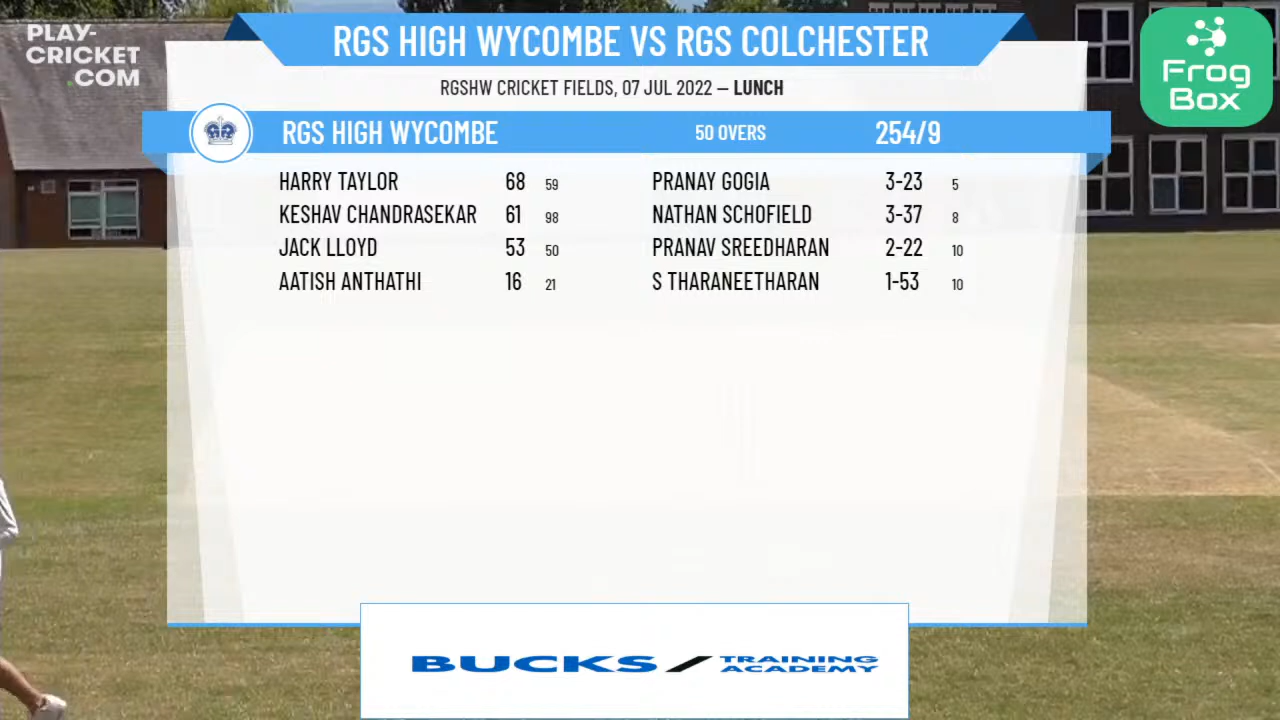 PLAY-
CRICKET
.COM
RGS HIGH WYCOMBE VS RGS COLCHESTER
Frog
Box
RGSHW CRICKET FIELDS, 07 JUL 2022 – LUNCH
RGS HIGH WYCOMBE 50 OVERS 254/9
HARRY TAYLOR 68 59 PRANAY GOGIA 3-23 5
KESHAV CHANDRASEKAR 61 98 NATHAN SCHOFIELD 3-37 8
JACK LLOYD 53 50 PRANAV SREEDHARAN 2-22 10
AATISH ANTHATHI 16 21 S THARANEETHARAN 1-53 10
BUCKS / TRAINING
ACADEMY